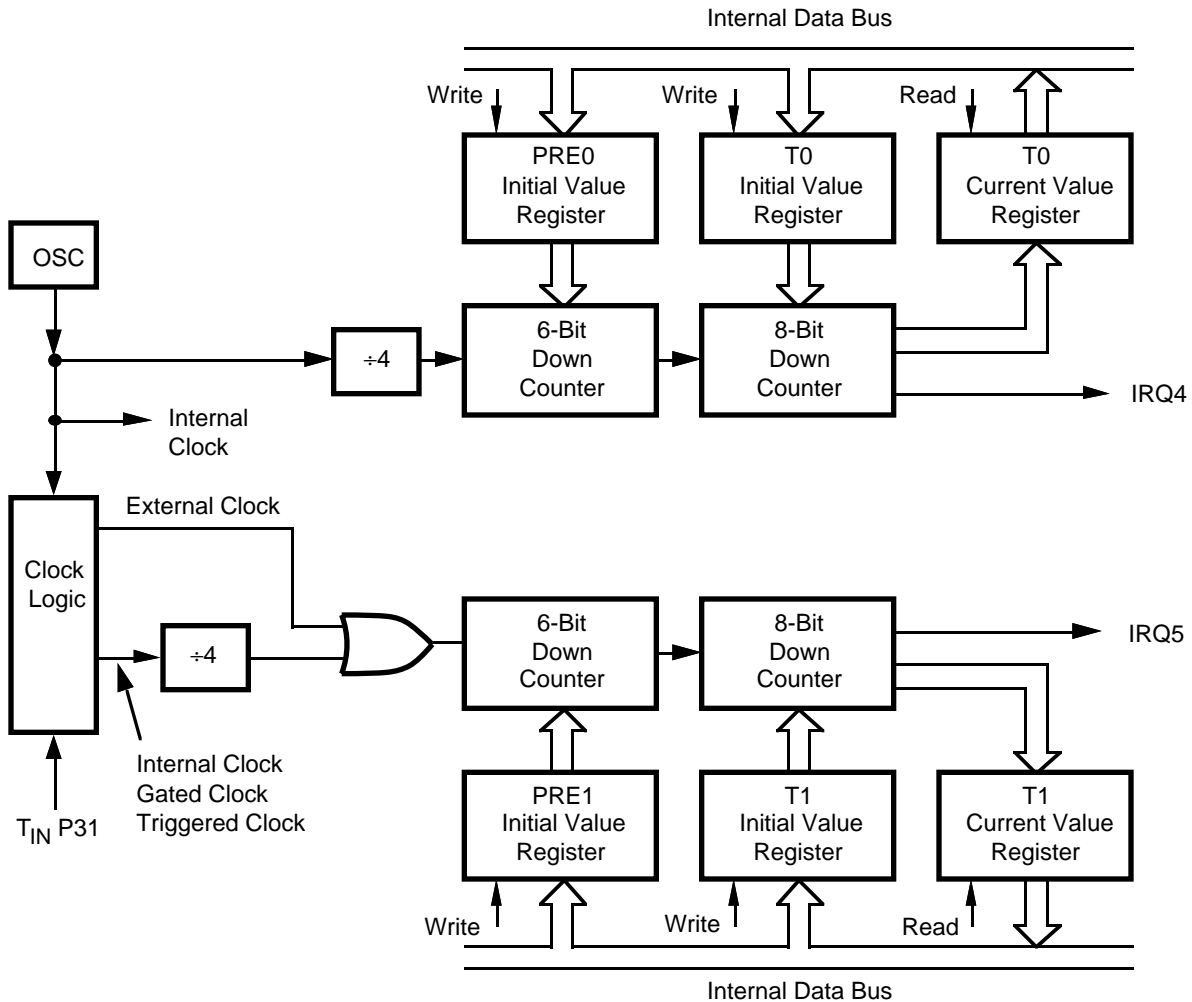 Internal Data Bus
Write
Write
Read
PRE0
Initial Value
Register
T0
Initial Value
Register
T0
Current Value
Register
OSC
÷4
6-Bit
Down
Counter
8-Bit
Down
Counter
IRQ4
Internal
Clock
External Clock
Clock
Logic
÷4
6-Bit
Down
Counter
8-Bit
Down
Counter
IRQ5
Internal Clock
Gated Clock
Triggered Clock
TIN P31
PRE1
Initial Value
Register
T1
Initial Value
Register
T1
Current Value
Register
Write
Write
Read
Internal Data Bus